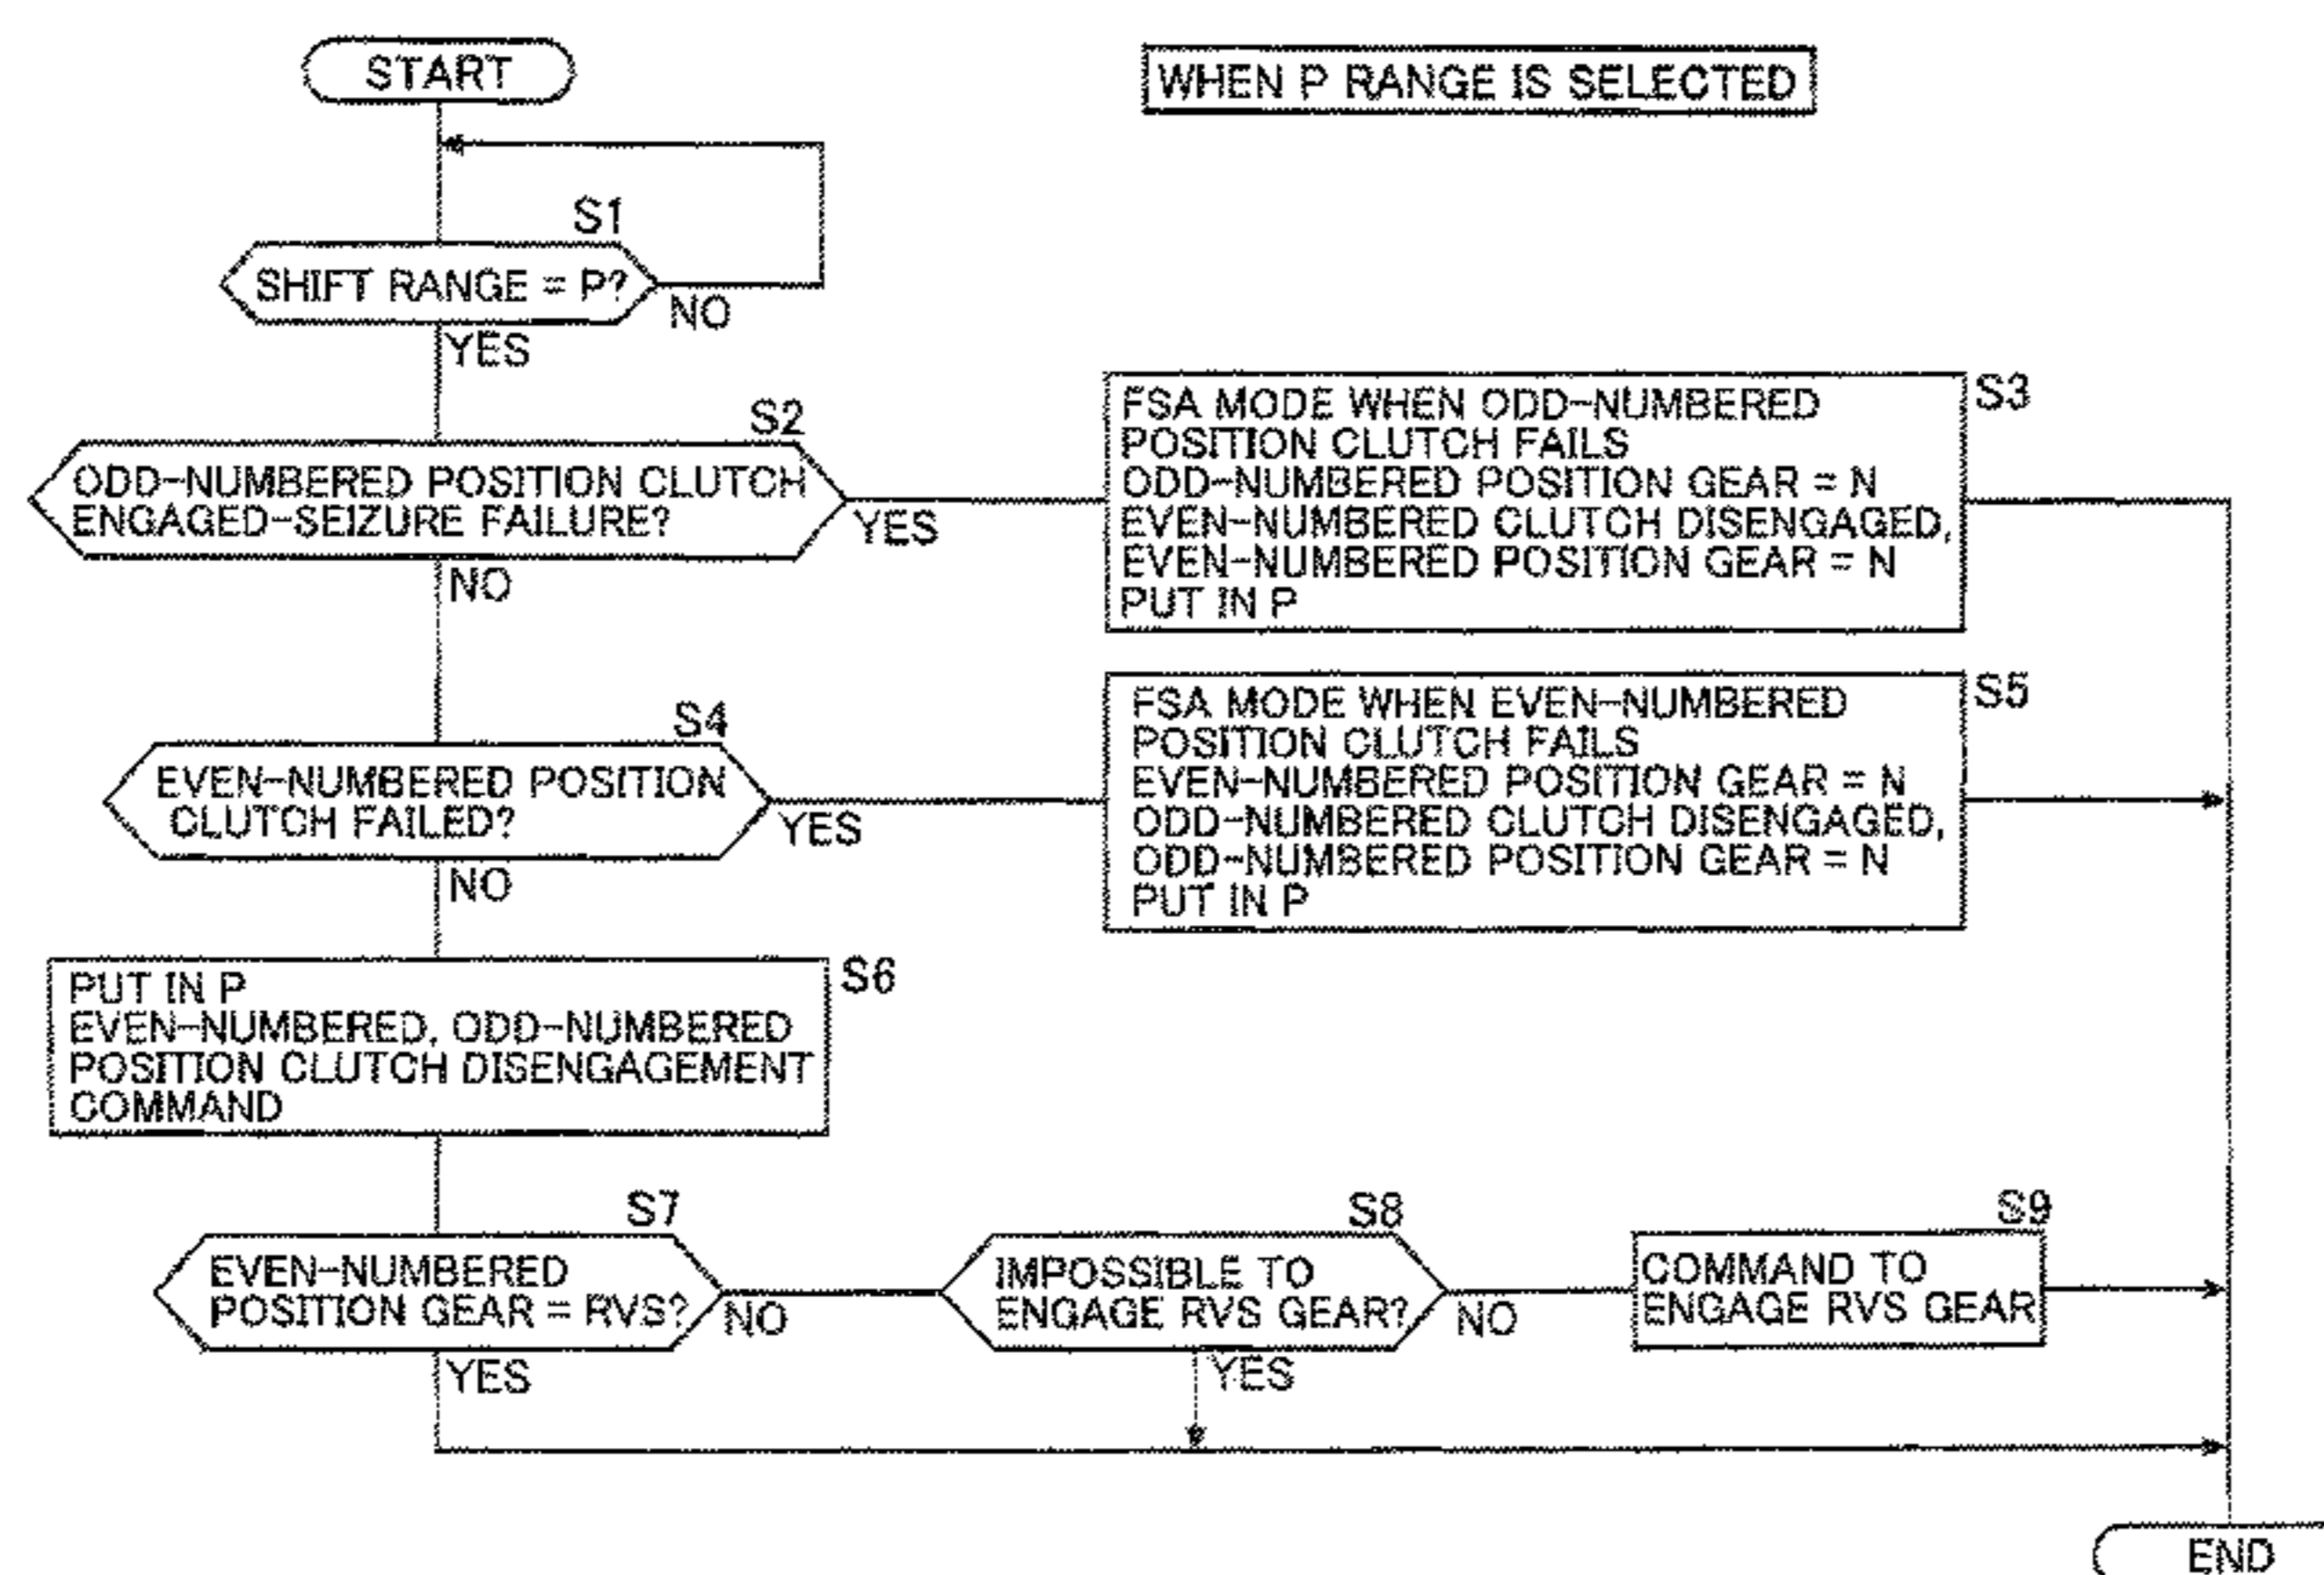 START
WHEN P RANGE IS SELECTED
S1
SHIFT RANGE = P?
NO
YES
S2
ODD-NUMBERED POSITION CLUTCH
ENGAGED-SEIZURE FAILURE?
YES
NO
S3
FSA MODE WHEN ODD-NUMBERED
POSITION CLUTCH FAILS
ODD-NUMBERED POSITION GEAR = N
EVEN-NUMBERED CLUTCH DISENGAGED,
EVEN-NUMBERED POSITION GEAR = N
PUT IN P
S4
EVEN-NUMBERED POSITION
CLUTCH FAILED?
YES
NO
S5
FSA MODE WHEN EVEN-NUMBERED
POSITION CLUTCH FAILS
EVEN-NUMBERED POSITION GEAR = N
ODD-NUMBERED CLUTCH DISENGAGED,
ODD-NUMBERED POSITION GEAR = N
PUT IN P
S6
PUT IN P
EVEN-NUMBERED, ODD-NUMBERED
POSITION CLUTCH DISENGAGEMENT
COMMAND
S7
EVEN-NUMBERED
POSITION GEAR = RVS?
NO
YES
S8
IMPOSSIBLE TO
ENGAGE RVS GEAR?
NO
YES
S9
COMMAND TO
ENGAGE RVS GEAR
END